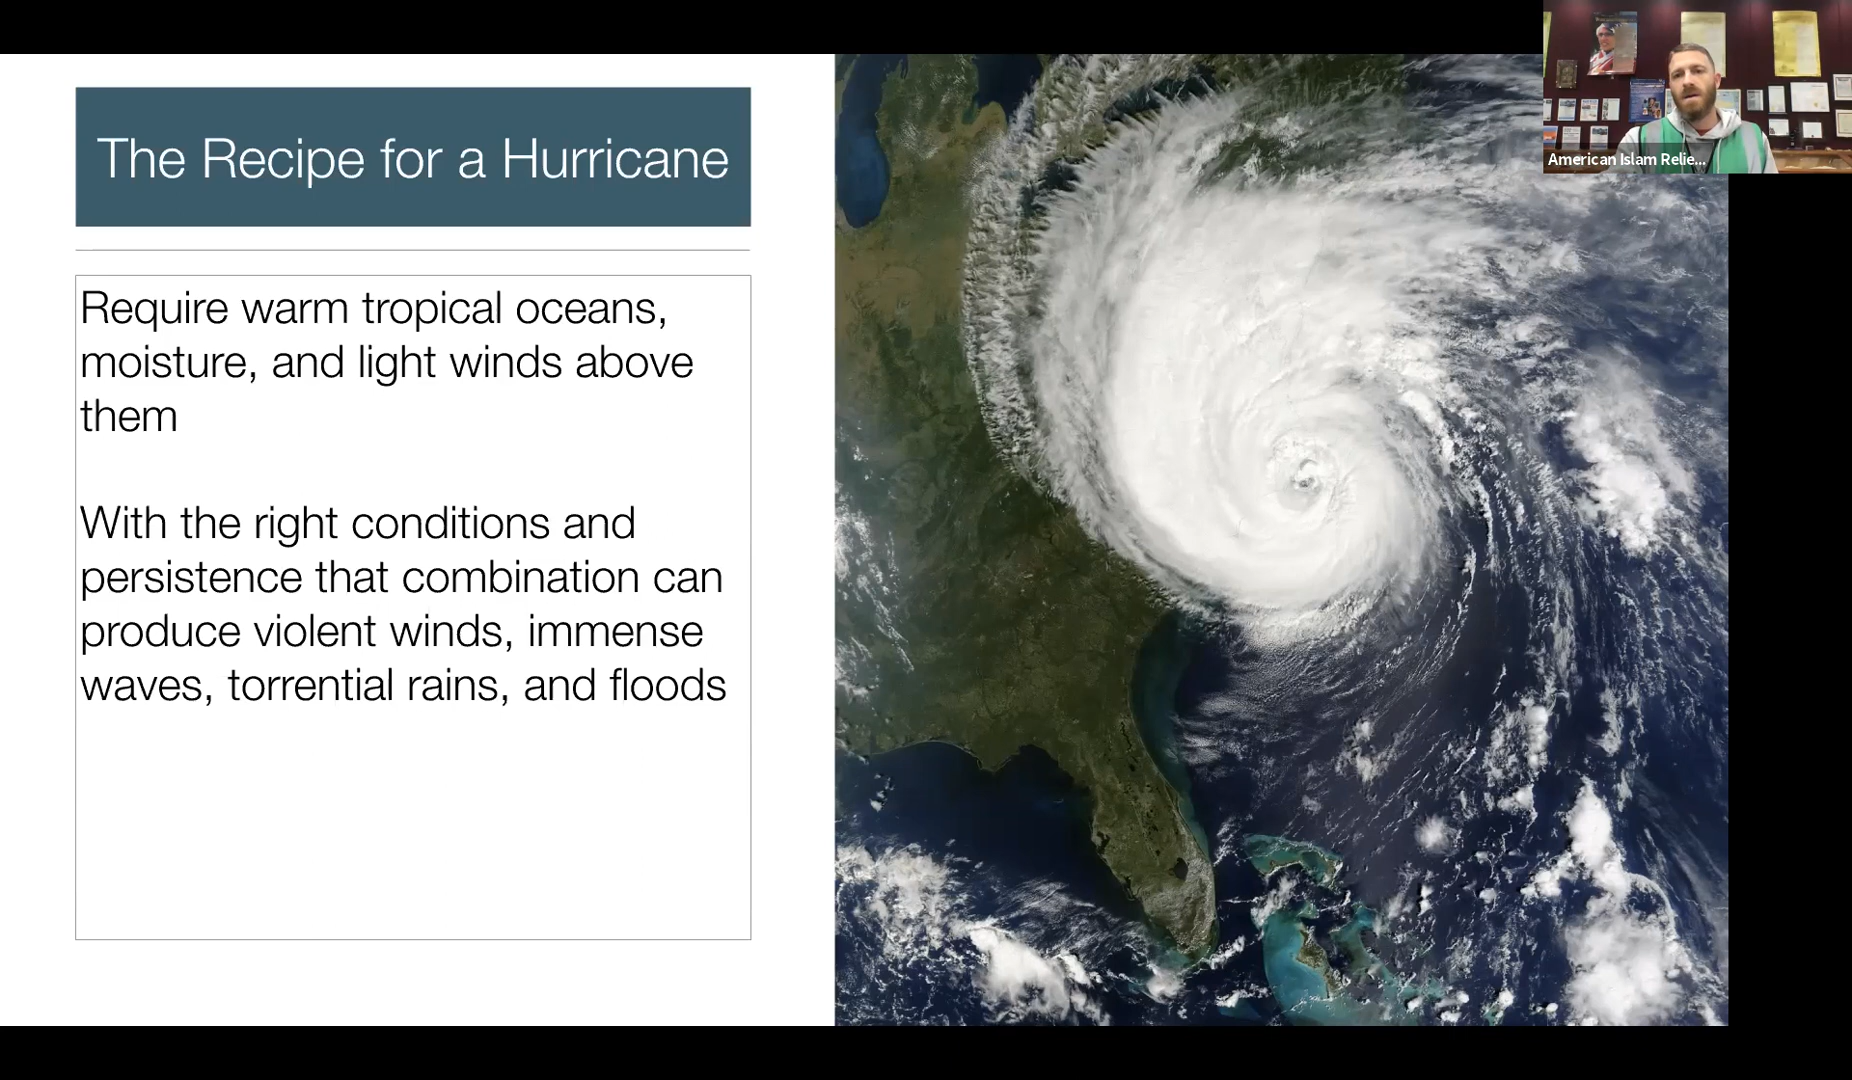 The Recipe for a Hurricane
Require warm tropical oceans,
moisture, and light winds above
them
With the right conditions and
persistence that combination can
produce violent winds, immense
waves, torrential rains, and floods
American Islam Relie...